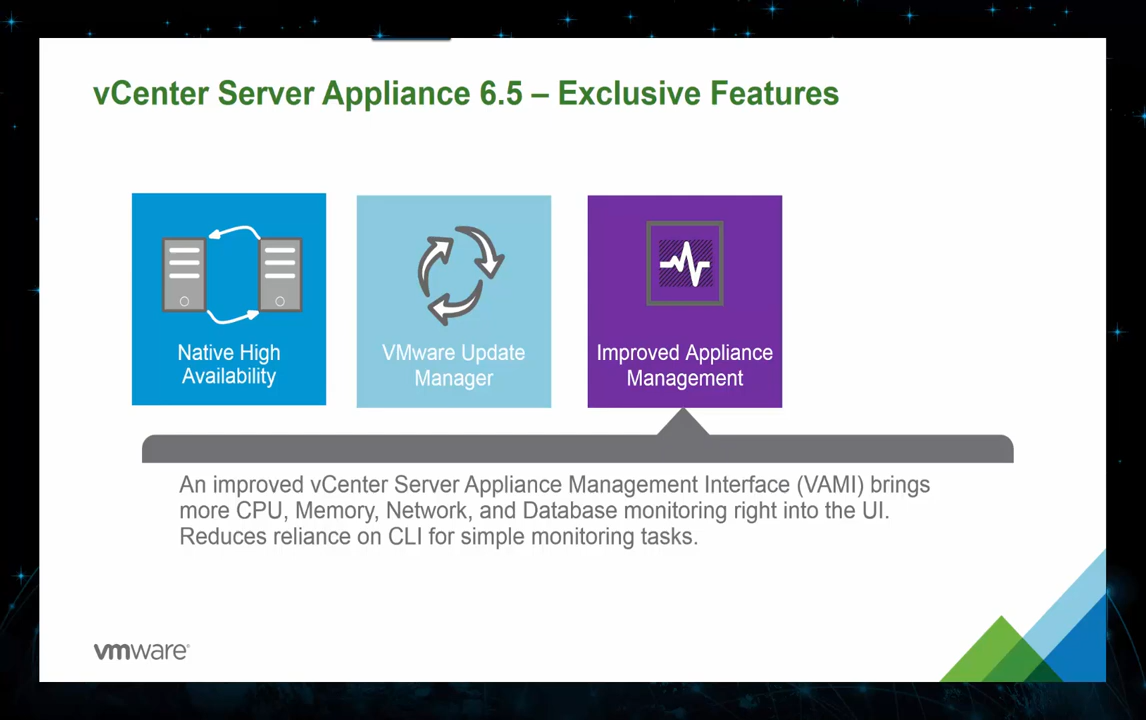 vCenter Server Appliance 6.5 – Exclusive Features
Native High
Availability
VMware Update
Manager
Improved Appliance
Management
An improved vCenter Server Appliance Management Interface (VAMI) brings
more CPU, Memory, Network, and Database monitoring right into the UI.
Reduces reliance on CLI for simple monitoring tasks.
vmware®